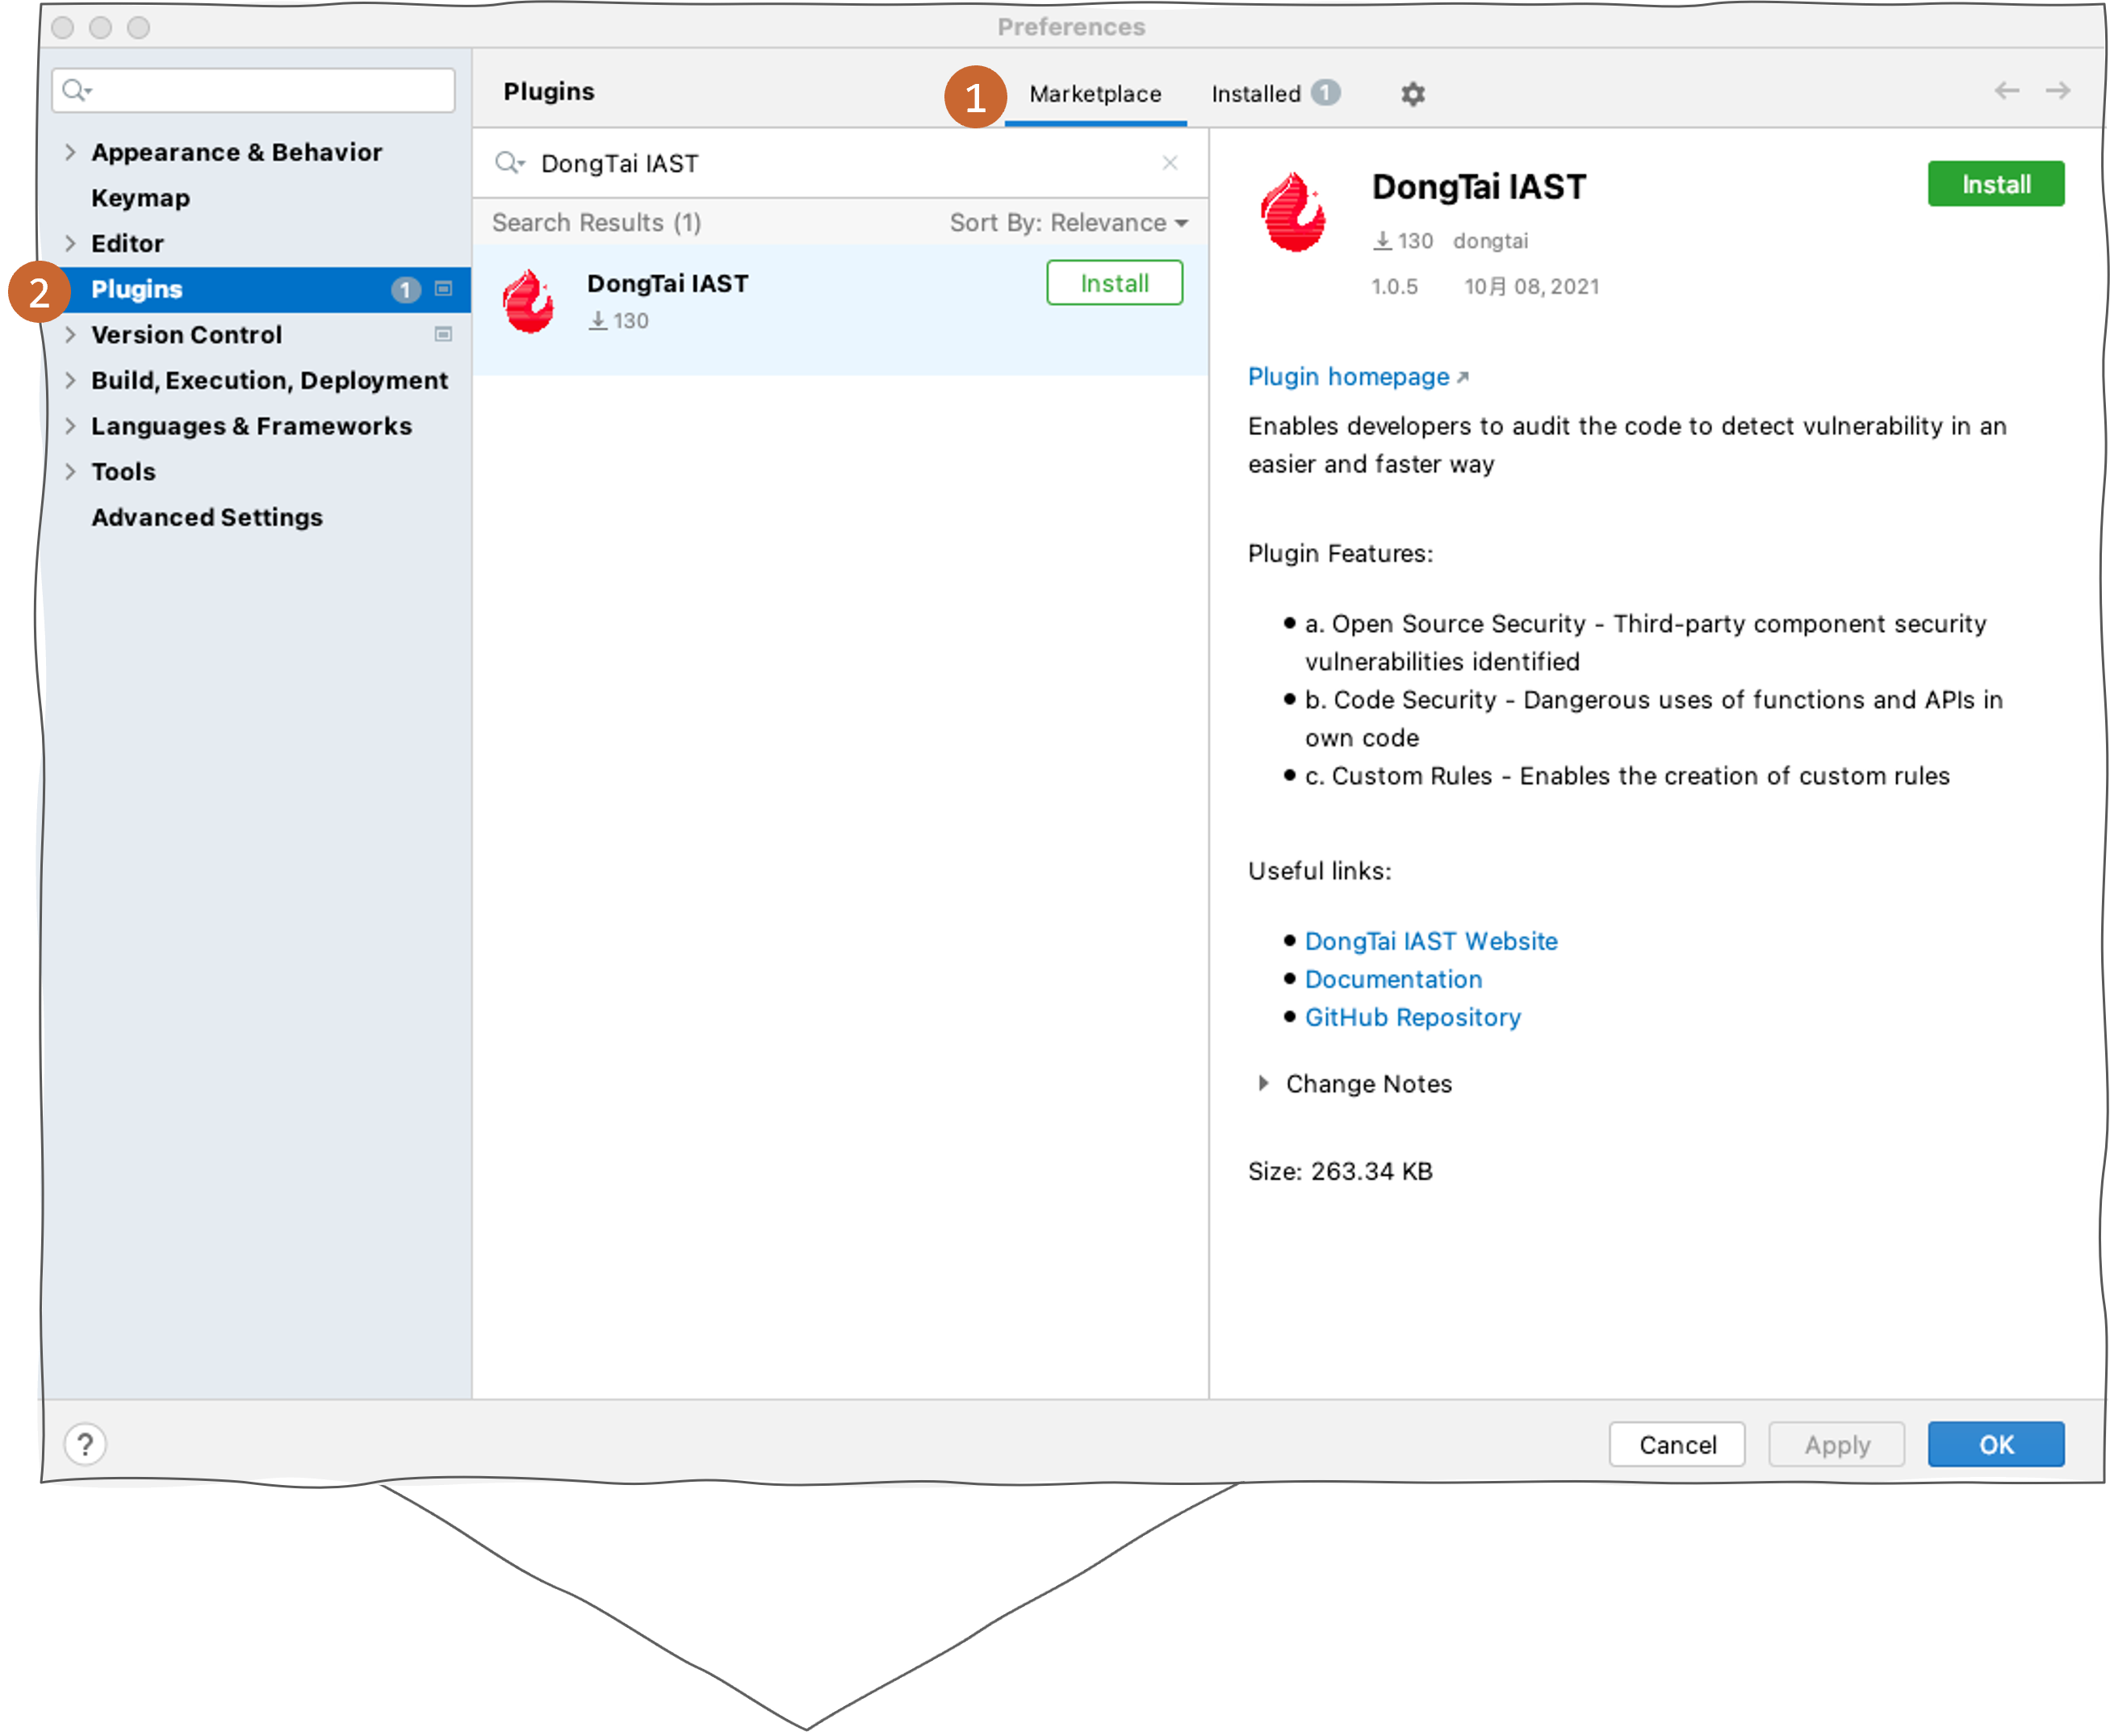 Preferences
Plugins
1
Marketplace
Installed 1
Appearance & Behavior
Keymap
Editor
2
Plugins 1
Version Control
Build, Execution, Deployment
Languages & Frameworks
Tools
Advanced Settings
DongTai IAST
Search Results (1)
Sort By: Relevance
DongTai IAST
130
Install
DongTai IAST
Install
130 dongtai
1.0.5 10月 08, 2021
Plugin homepage
Enables developers to audit the code to detect vulnerability in an
easier and faster way
Plugin Features:
a. Open Source Security - Third-party component security
vulnerabilities identified
b. Code Security - Dangerous uses of functions and APIs in
own code
c. Custom Rules - Enables the creation of custom rules
Useful links:
DongTai IAST Website
Documentation
GitHub Repository
Change Notes
Size: 263.34 KB
?
Cancel
Apply
OK